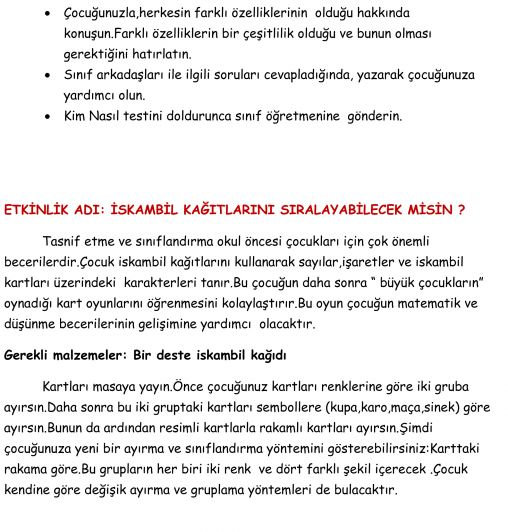 • Çocuğunuzla,herkesin farklı özelliklerinin olduğu hakkında
konuşun.Farklı özelliklerin bir çeşitlilik olduğu ve bunun olması
gerektiğini hatırlatın.
• Sınıf arkadaşları ile ilgili soruları cevapladığında, yazarak çocuğunuza
yardımcı olun.
• Kim Nasıl testini doldurunca sınıf öğretmenine gönderin.
ETKİNLİK ADI: İSKAMBİL KAĞITLARINI SIRALAYABİLECEK MİSİN ?
Tasnif etme ve sınıflandırma okul öncesi çocukları için çok önemli
becerilerdir.Çocuk iskambil kağıtlarını kullanarak sayılar,işaretler ve iskambil
kartları üzerindeki karakterleri tanır.Bu çocuğun daha sonra “ büyük çocukların”
oynadığı kart oyunlarını öğrenmesini kolaylaştırır.Bu oyun çocuğun matematik ve
düşünme becerilerinin gelişimine yardımcı olacaktır.
Gerekli malzemeler: Bir deste iskambil kağıdı
Kartları masaya yayın.Önce çocuğunuz kartları renklerine göre iki gruba
ayırsın.Daha sonra bu iki gruptaki kartları sembollere (kupa,karo,maça,sinek) göre
ayırsın.Bunun da ardından resimli kartlarla rakamlı kartları ayırsın.Şimdi
çocuğunuza yeni bir ayırma ve sınıflandırma yöntemini gösterebilirsiniz:Karttaki
rakama göre.Bu grupların her biri iki renk ve dört farklı şekil içerecek .Çocuk
kendine göre değişik ayırma ve gruplama yöntemleri de bulacaktır.